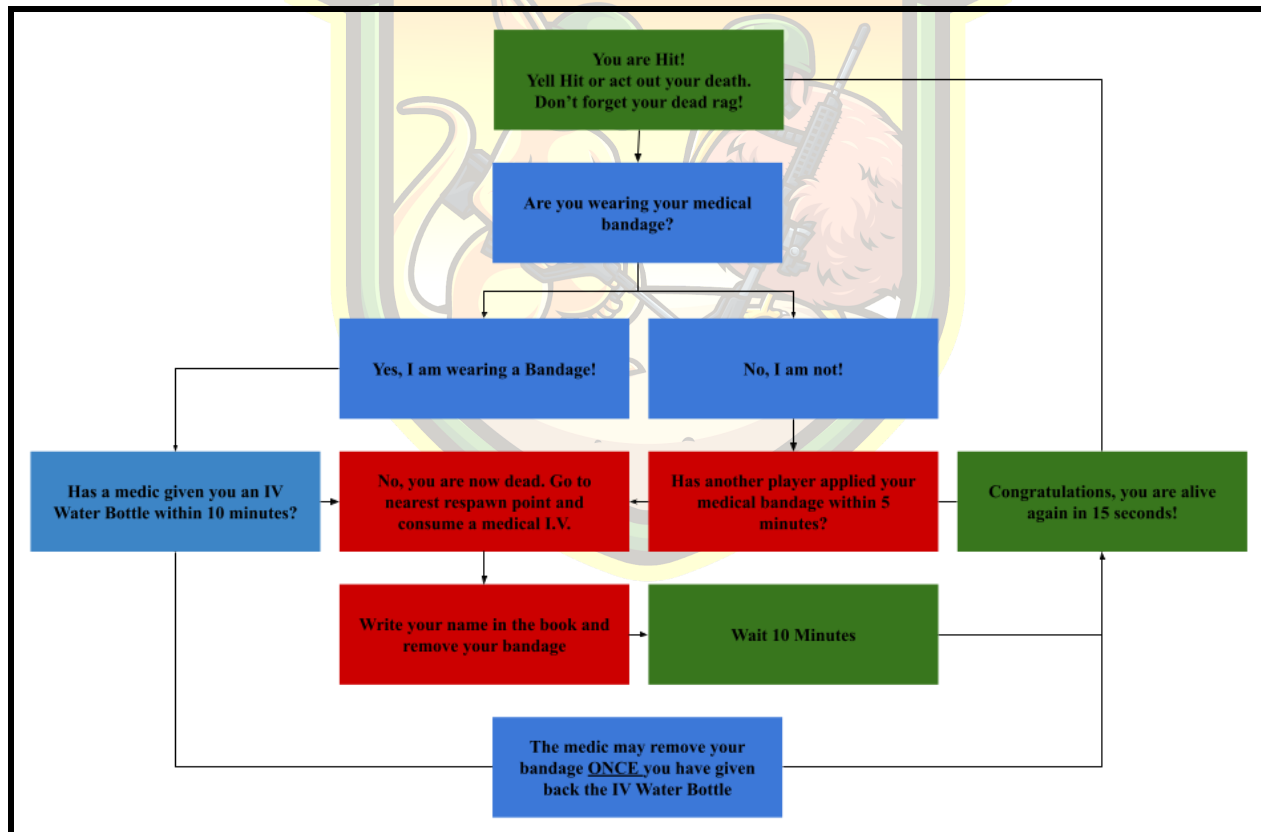 You are Hit!
Yell Hit or act out your death.
Don't forget your dead rag!
Are you wearing your medical
bandage?
Yes, I am wearing a Bandage!
No, I am not!
Has a medic given you an IV
Water Bottle within 10 minutes?
No, you are now dead. Go to
nearest respawn point and
consume a medical I.V.
Has another player applied your
medical bandage within 5
minutes?
Congratulations, you are alive
again in 15 seconds!
Write your name in the book and
remove your bandage
Wait 10 Minutes
The medic may remove your
bandage ONCE you have given
back the IV Water Bottle